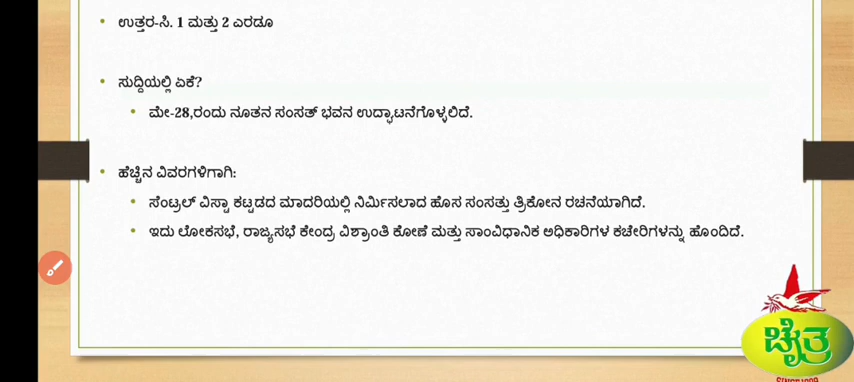 ಉತ್ತರ-ಸಿ. 1 ಮತ್ತು 2 ಎರಡೂ
ಸುದ್ದಿಯಲ್ಲಿ ಏಕೆ?
ಮೇ-28,ರಂದು ನೂತನ ಸಂಸತ್ ಭವನ ಉದ್ಘಾಟನೆಗೊಳ್ಳಲಿದೆ.
ಹೆಚ್ಚಿನ ವಿವರಗಳಿಗಾಗಿ:
ಸೆಂಟ್ರಲ್ ವಿಸ್ಟಾ ಕಟ್ಟಡದ ಮಾದರಿಯಲ್ಲಿ ನಿರ್ಮಿಸಲಾದ ಹೊಸ ಸಂಸತ್ತು ತ್ರಿಕೋನ ರಚನೆಯಾಗಿದೆ.
ಇದು ಲೋಕಸಭೆ, ರಾಜ್ಯಸಭೆ ಕೇಂದ್ರ ವಿಶ್ರಾಂತಿ ಕೋಣೆ ಮತ್ತು ಸಾಂವಿಧಾನಿಕ ಅಧಿಕಾರಿಗಳ ಕಚೇರಿಗಳನ್ನು ಹೊಂದಿದೆ.
ಚೈತ್ರ